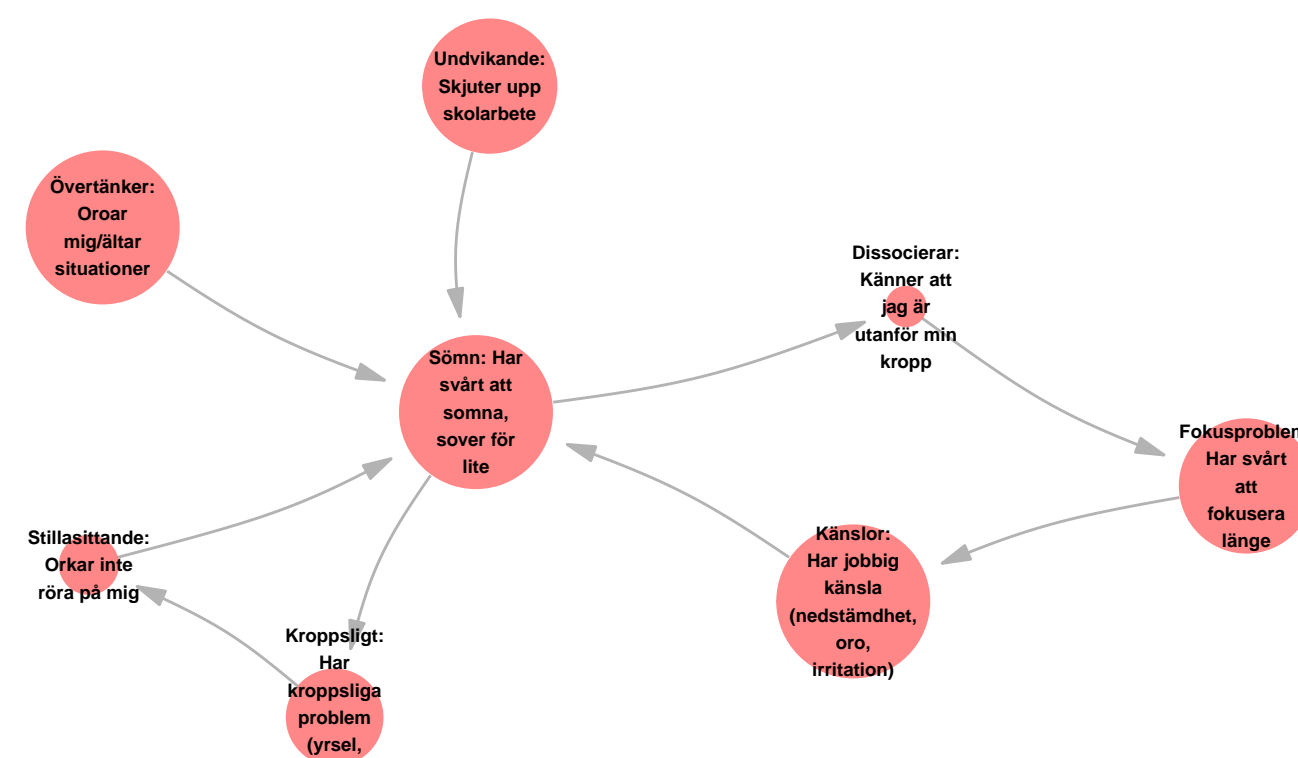 Undvikande:
Skjuter upp
skolarbete
Övertänker:
Oroar
mig/ältar
situationer
Dissocierar:
Känner att
jag är
utanför min
kropp
Sömn: Har
svårt att
somna,
sover för
lite
Fokusproblem
Har svårt
att
fokusera
länge
Stillasittande:
Orkar inte
röra på mig
Känslor:
Har jobbig
känsla
(nedstämdhet,
oro,
irritation)
Kroppsligt:
Har
kroppsliga
problem
(yrsel,